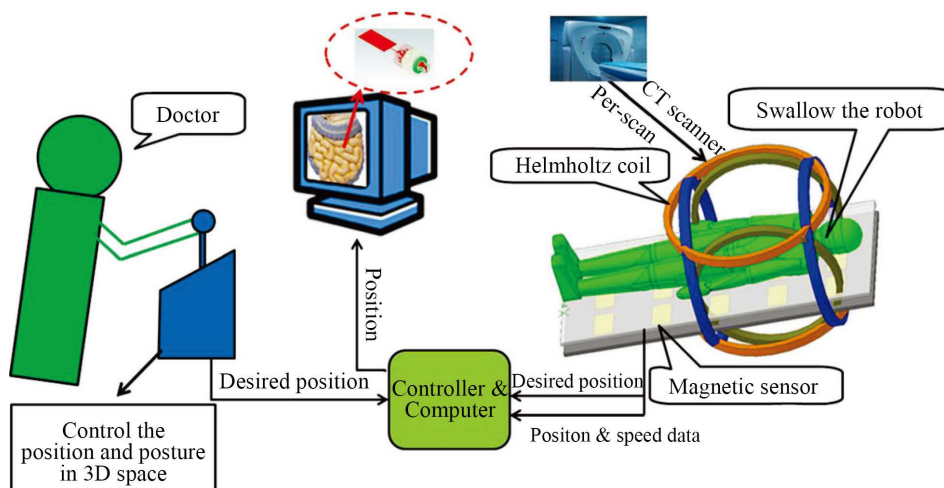 Doctor
CT scanner
Per-scan
Swallow the robot
Helmholtz coil
Position
Desired position
Controller &
Computer
Desired position
Positon & speed data
Magnetic sensor
Control the
position and posture
in 3D space